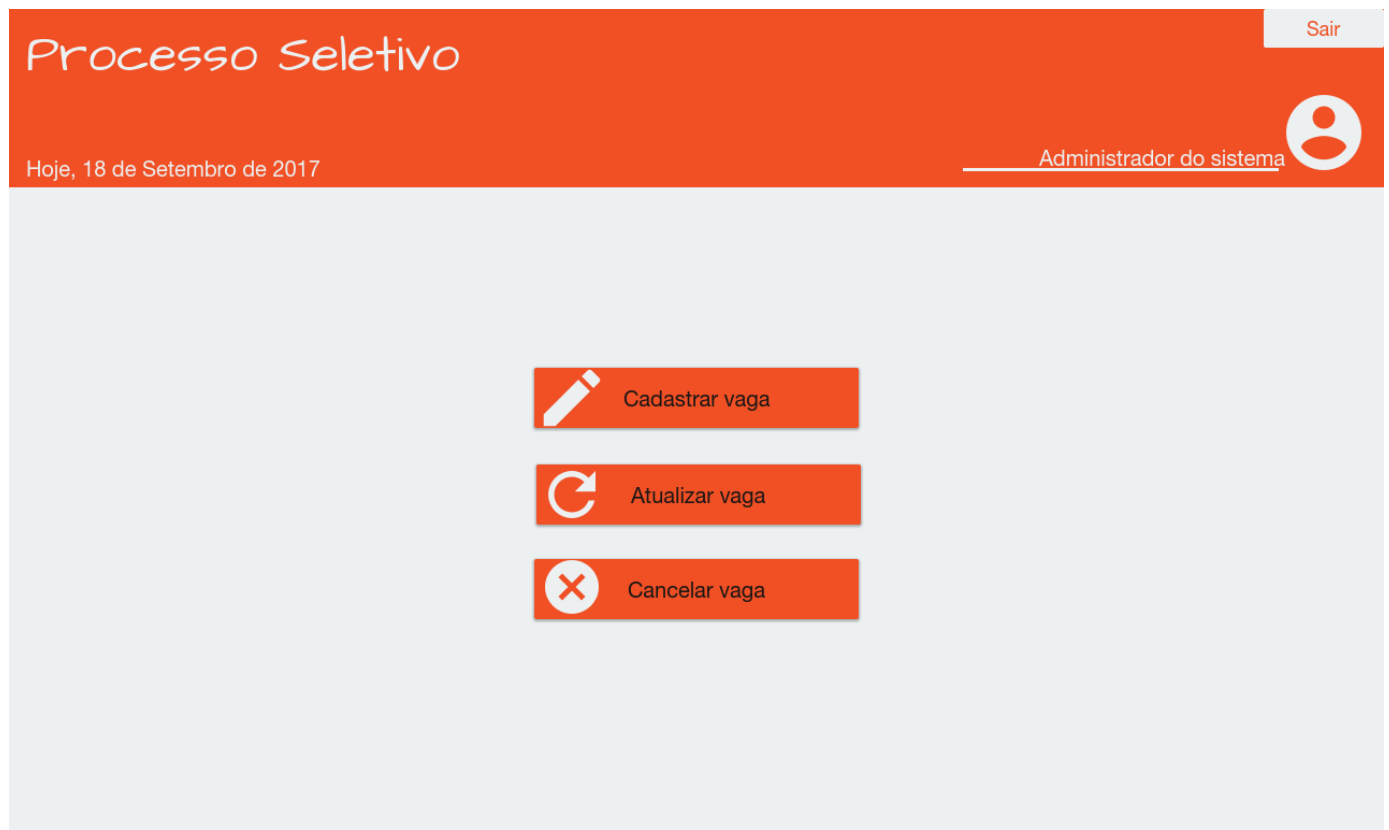 Sair
Processo Seletivo
Administrador do sistema
Hoje, 18 de Setembro de 2017
Cadastrar vaga
Atualizar vaga
Cancelar vaga